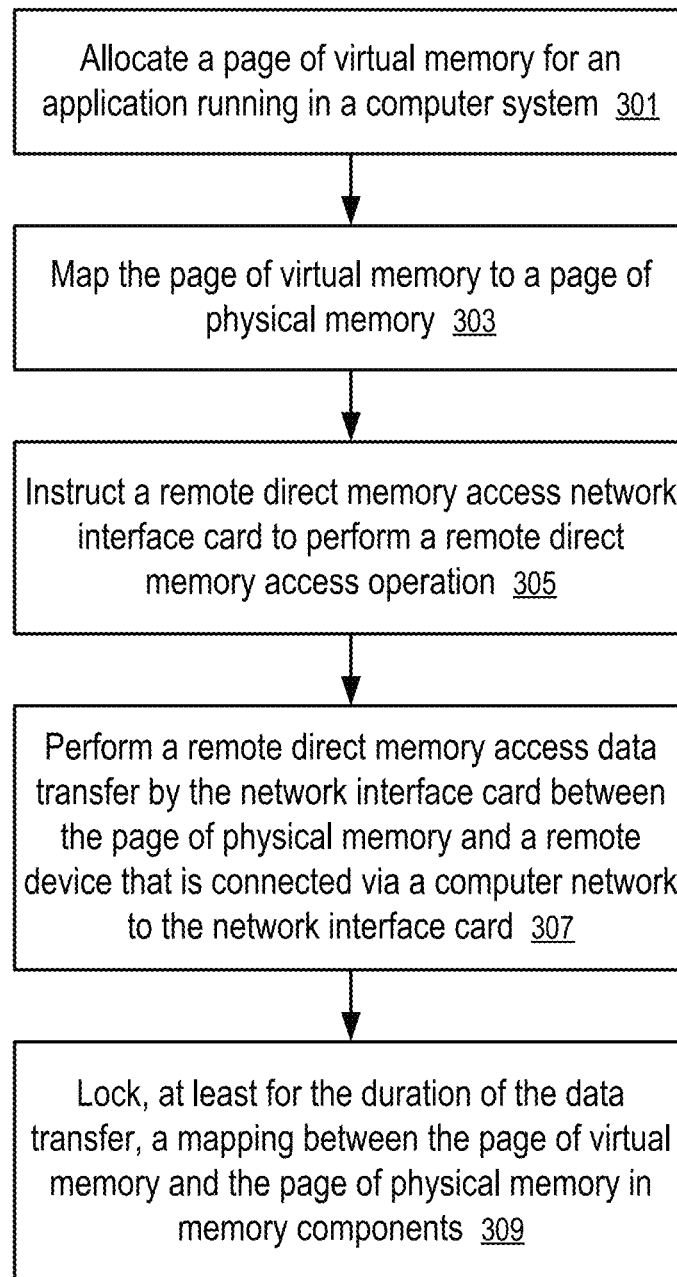 Allocate a page of virtual memory for an
application running in a computer system 301
Map the page of virtual memory to a page of
physical memory 303
Instruct a remote direct memory access network
interface card to perform a remote direct
memory access operation 305
Perform a remote direct memory access data
transfer by the network interface card between
the page of physical memory and a remote
device that is connected via a computer network
to the network interface card 307
Lock, at least for the duration of the data
transfer, a mapping between the page of virtual
memory and the page of physical memory in
memory components 309